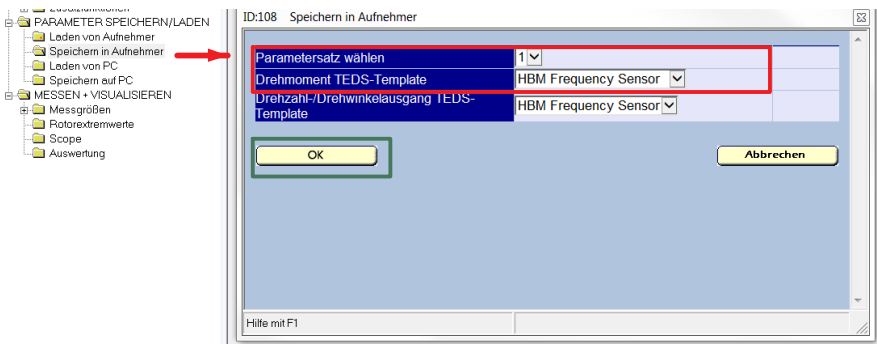 Zusatzfunktionen
PARAMETER SPEICHERN/LADEN
Laden von Aufnehmer
Speichern in Aufnehmer
Laden von PC
Speichern auf PC
MESSEN + VISUALISIEREN
Messgrößen
Rotorextremwerte
Scope
Auswertung
ID:108 Speichern in Aufnehmer
Parametersatz wählen 1
Drehmoment TEDS-Template HBM Frequency Sensor
Drehzahl-/Drehwinkelausgang TEDS-
Template HBM Frequency Sensor
OK Abbrechen
Hilfe mit F1